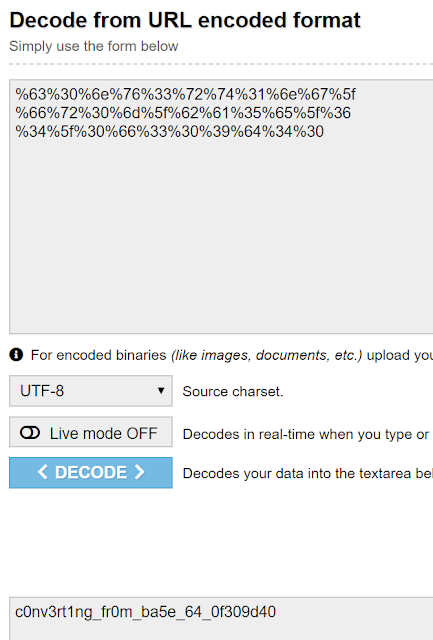 Decode from URL encoded format
Simply use the form below
%63%30%6e%76%33%72%74%31%6e%67%5f
%66%72%30%6d%5f%62%61%35%65%5f%36
%34%5f%30%66%33%30%39%64%34%30
For encoded binaries (like images, documents, etc.) upload you
UTF-8 Source charset.
Live mode OFF Decodes in real-time when you type or
< DECODE > Decodes your data into the textarea bel
c0nv3rt1ng_fr0m_ba5e_64_0f309d40